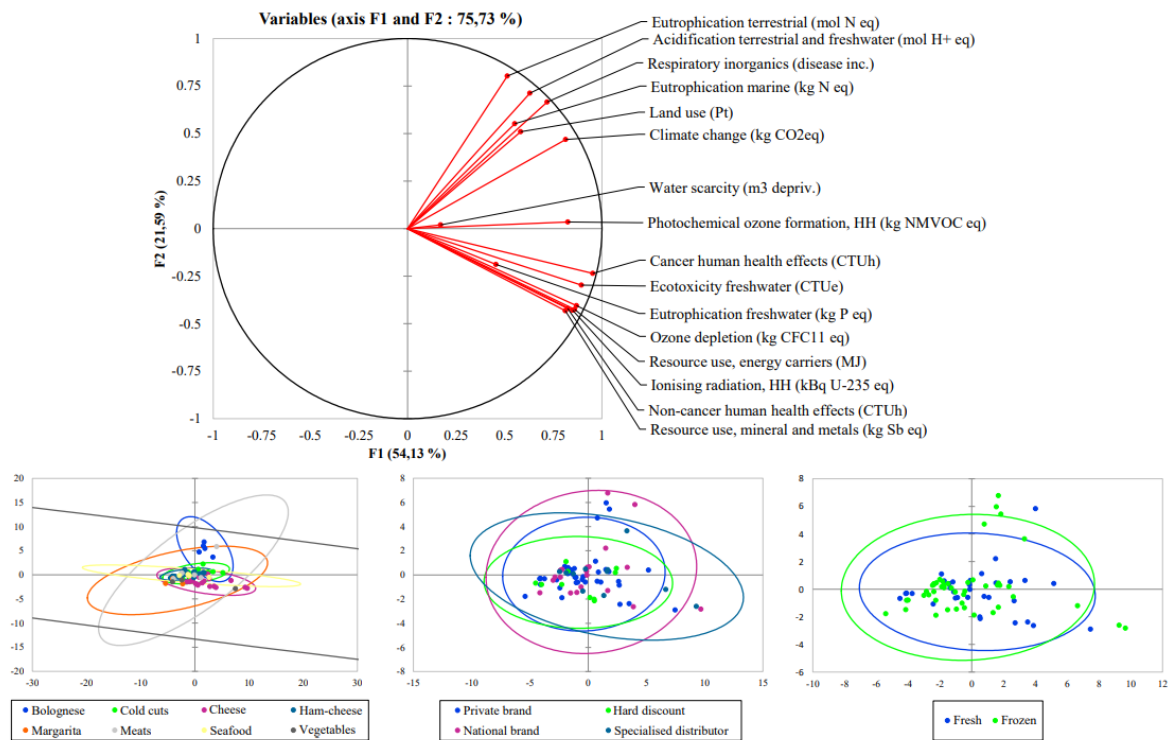 Variables (axis F1 and F2 : 75,73 %)
Eutrophication terrestrial (mol N eq)
Acidification terrestrial and freshwater (mol H+ eq)
Respiratory inorganics (disease inc.)
Eutrophication marine (kg N eq)
Land use (Pt)
Climate change (kg CO2eq)
Water scarcity (m3 depriv.)
Photochemical ozone formation, HH (kg NMVOC eq)
Cancer human health effects (CTUh)
Ecotoxicity freshwater (CTUe)
Eutrophication freshwater (kg P eq)
Ozone depletion (kg CFC11 eq)
Resource use, energy carriers (MJ)
Ionising radiation, HH (kBq U-235 eq)
Non-cancer human health effects (CTUh)
Resource use, mineral and metals (kg Sb eq)
F2 (21,59 %)
1
0.75
0.5
0.25
0
-0.25
-0.5
-0.75
-1
-1 -0.75 -0.5 -0.25 0 0.25 0.5 0.75 1
F1 (54,13 %)
20
15
10
5
0
-5
-10
-15
-20
-30 -20 -10 0 10 20 30
Bolognese Cold cuts Cheese Ham-cheese
Margarita Meats Seafood Vegetables
8
6
4
2
0
-2
-4
-6
-8
-15 -10 -5 0 5 10 15
Private brand Hard discount
National brand Specialised distributor
8
6
4
2
0
-2
-4
-6
-8
-10 -8 -6 -4 -2 0 2 4 6 8 10 12
Fresh Frozen